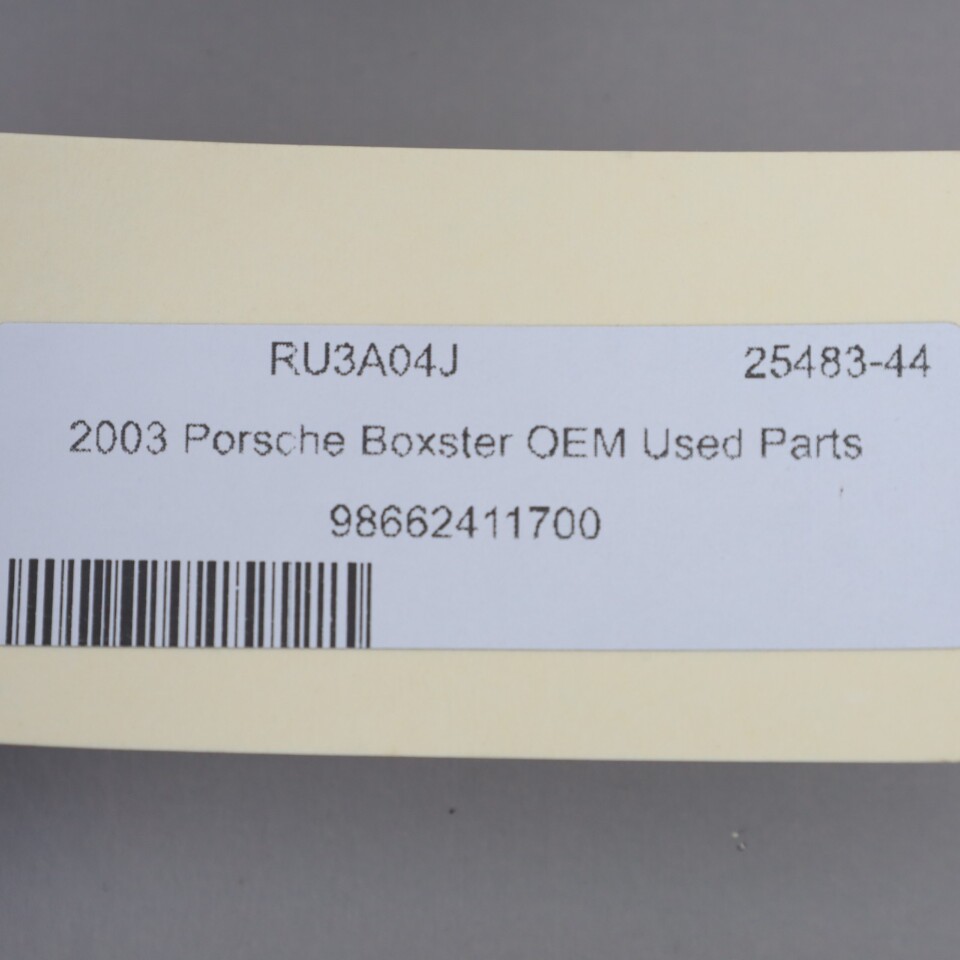 RU3A04J 25483-44
2003 Porsche Boxster OEM Used Parts
98662411700